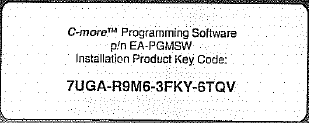 C-more™ Programming Software
p/n EA-PGMSW
Installation Product Key Code:
7UGA-R9M6-3FKY-6TQV